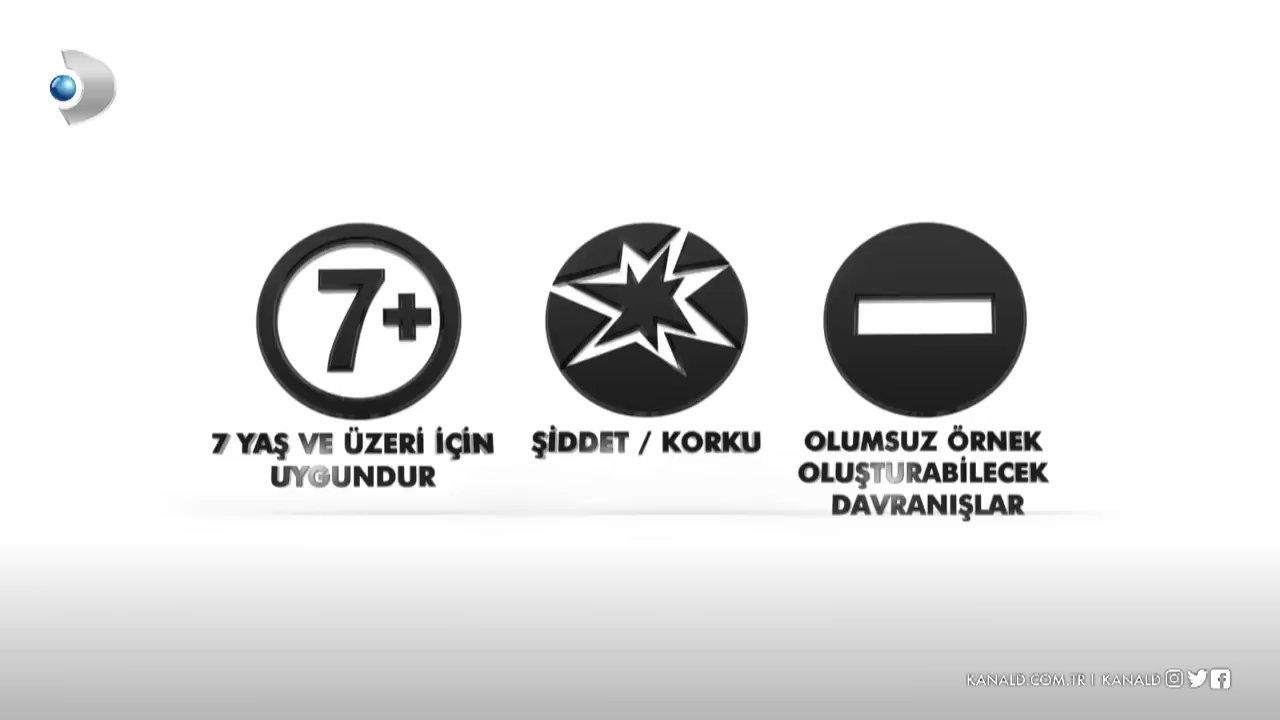 7+
7 YAŞ VE ÜZERİ İÇİN
UYGUNDUR
ŞİDDET / KORKU
OLUMSUZ ÖRNEK
OLUŞTURABİLECEK
DAVRANIŞLAR
KANALD.COM.TR | KANALD